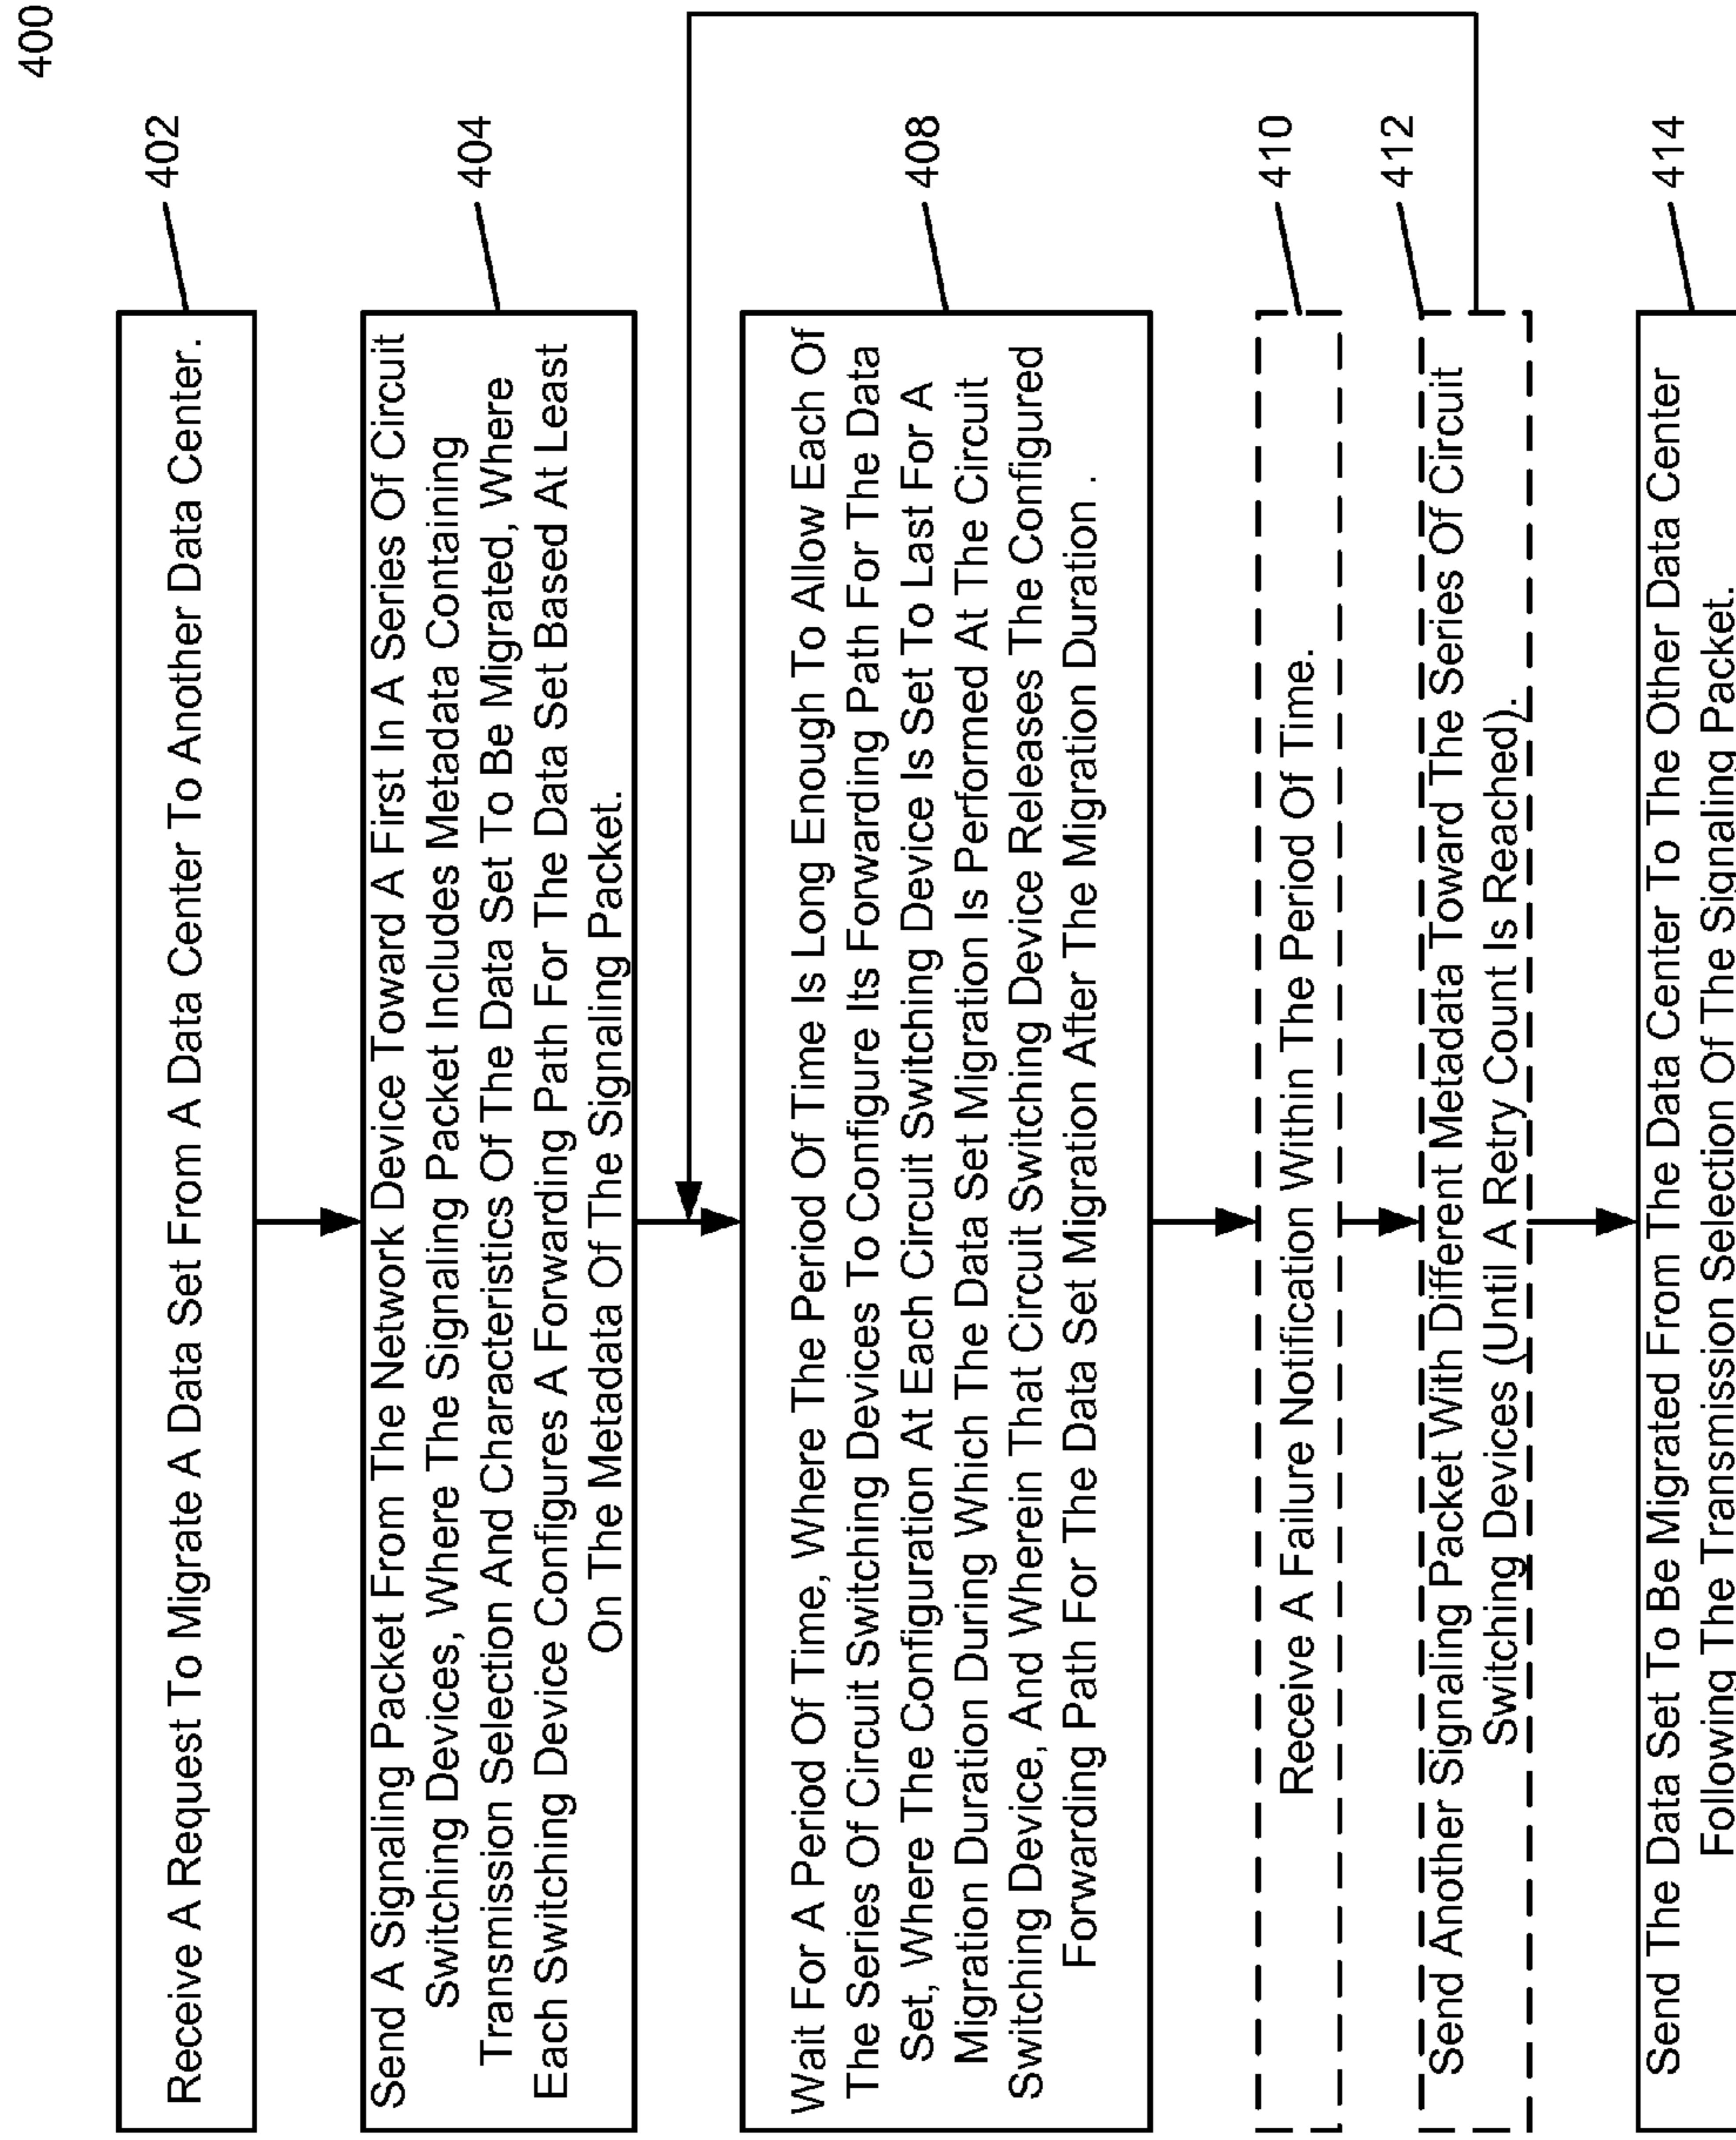 400
402
Receive A Request To Migrate A Data Set From A Data Center To Another Data Center.
404
Send A Signaling Packet From The Network Device Toward A First In A Series Of Circuit
Switching Devices, Where The Signaling Packet Includes Metadata Containing
Transmission Selection And Characteristics Of The Data Set To Be Migrated, Where
Each Switching Device Configures A Forwarding Path For The Data Set Based At Least
On The Metadata Of The Signaling Packet.
408
Wait For A Period Of Time, Where The Period Of Time Is Long Enough To Allow Each Of
The Series Of Circuit Switching Devices To Configure Its Forwarding Path For The Data
Set, Where The Configuration At Each Circuit Switching Device Is Set To Last For A
Migration Duration During Which The Data Set Migration Is Performed At The Circuit
Switching Device, And Wherein That Circuit Switching Device Releases The Configured
Forwarding Path For The Data Set Migration After The Migration Duration .
410
Receive A Failure Notification Within The Period Of Time.
412
Send Another Signaling Packet With Different Metadata Toward The Series Of Circuit
Switching Devices (Until A Retry Count Is Reached).
414
Send The Data Set To Be Migrated From The Data Center To The Other Data Center
Following The Transmission Selection Of The Signaling Packet.